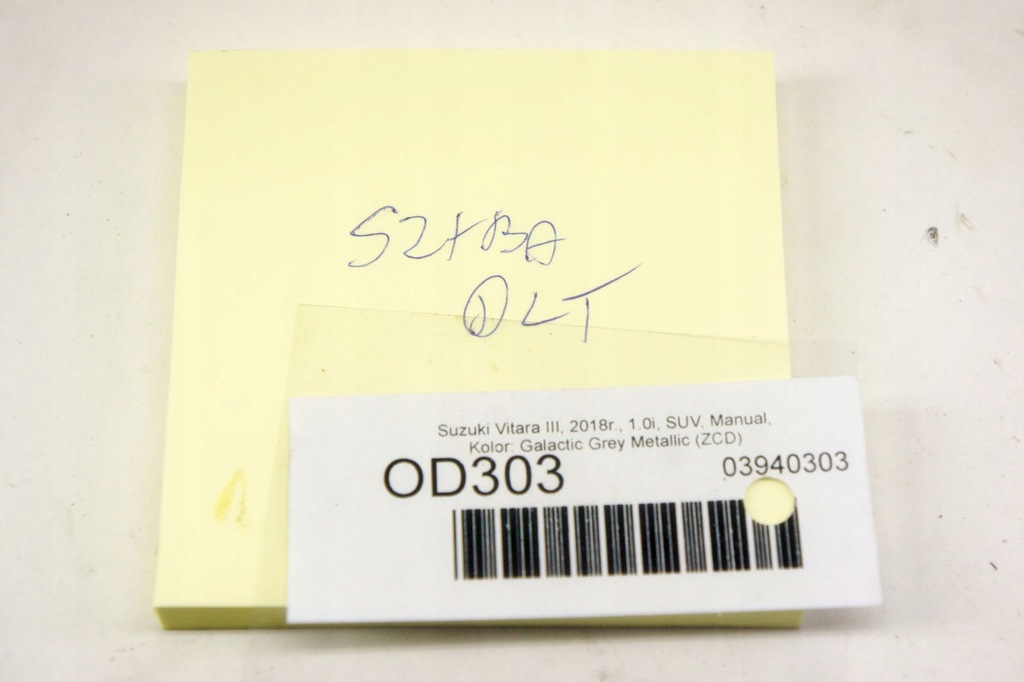 SZYBA
DLT
Suzuki Vitara III, 2018r., 1.0i, SUV, Manual,
Kolor: Galactic Grey Metallic (ZCD)
OD303 03940303